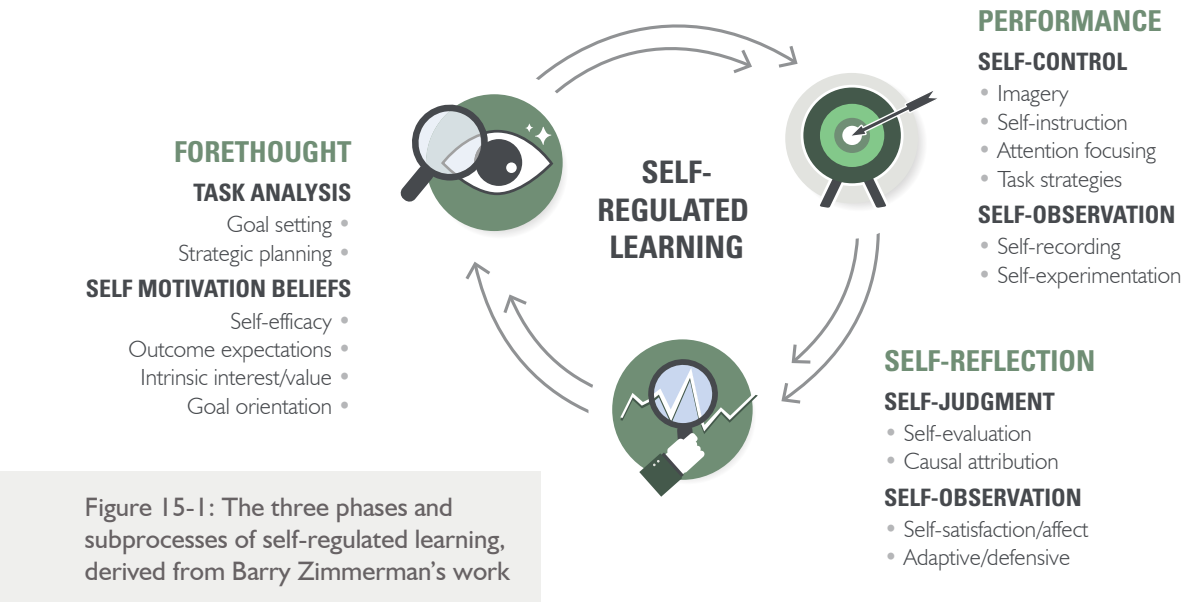 FORETHOUGHT
TASK ANALYSIS
Goal setting •
Strategic planning •
SELF MOTIVATION BELIEFS
Self-efficacy •
Outcome expectations •
Intrinsic interest/value •
Goal orientation •
SELF-
REGULATED
LEARNING
PERFORMANCE
SELF-CONTROL
• Imagery
• Self-instruction
• Attention focusing
• Task strategies
SELF-OBSERVATION
• Self-recording
• Self-experimentation
SELF-REFLECTION
SELF-JUDGMENT
• Self-evaluation
• Causal attribution
SELF-OBSERVATION
• Self-satisfaction/affect
• Adaptive/defensive
Figure 15-1: The three phases and
subprocesses of self-regulated learning,
derived from Barry Zimmerman’s work